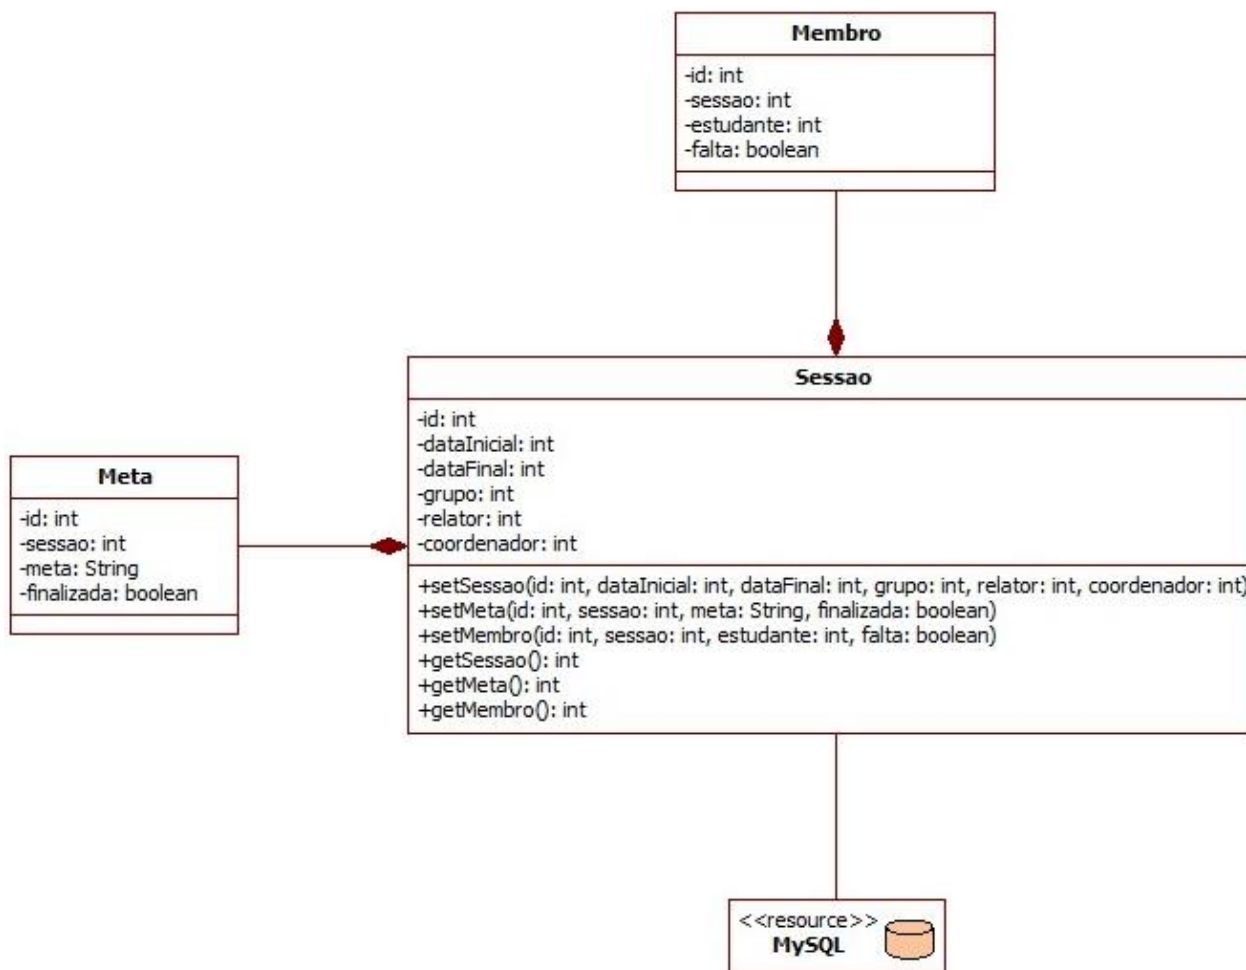 Membro
-id: int
-sessao: int
-estudante: int
-falta: boolean
Sessao
-id: int
-dataInicial: int
-dataFinal: int
-grupo: int
-relator: int
-coordenador: int
+setSessao(id: int, dataInicial: int, dataFinal: int, grupo: int, relator: int, coordenador: int)
+setMeta(id: int, sessao: int, meta: String, finalizada: boolean)
+setMembro(id: int, sessao: int, estudante: int, falta: boolean)
+getSessao(): int
+getMeta(): int
+getMembro(): int
Meta
-id: int
-sessao: int
-meta: String
-finalizada: boolean
<<resource>>
MySQL